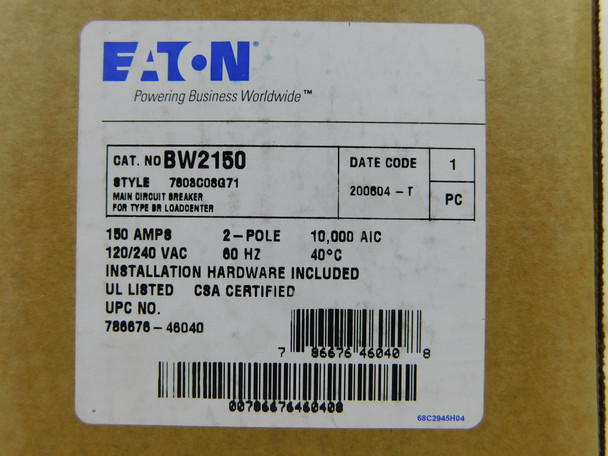 EATON
Powering Business Worldwide™
CAT. NO BW2150
STYLE 7603C06G71
MAIN CIRCUIT BREAKER
FOR TYPE BR LOADCENTER
DATE CODE
200604-T
1
PC
150 AMPS 2-POLE 10,000 AIC
120/240 VAC 60 HZ 40°C
INSTALLATION HARDWARE INCLUDED
UL LISTED CSA CERTIFIED
UPC NO.
786676-46040
7 86676 46040 8
00786676460408
68C2945H04